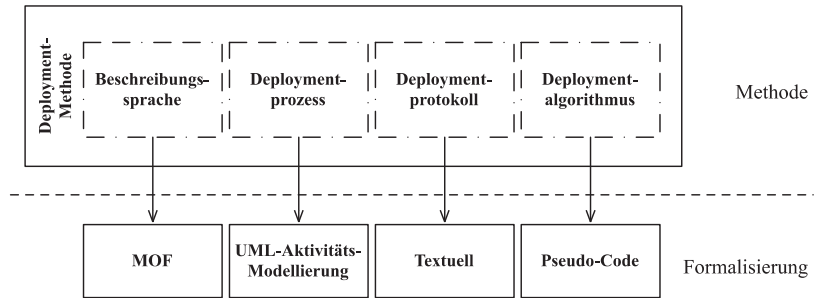 Deployment-
Methode
Beschreibungs-
sprache
Deployment-
prozess
Deployment-
protokoll
Deployment-
algorithmus
Methode
MOF
UML-Aktivitäts-
Modellierung
Textuell
Pseudo-Code
Formalisierung